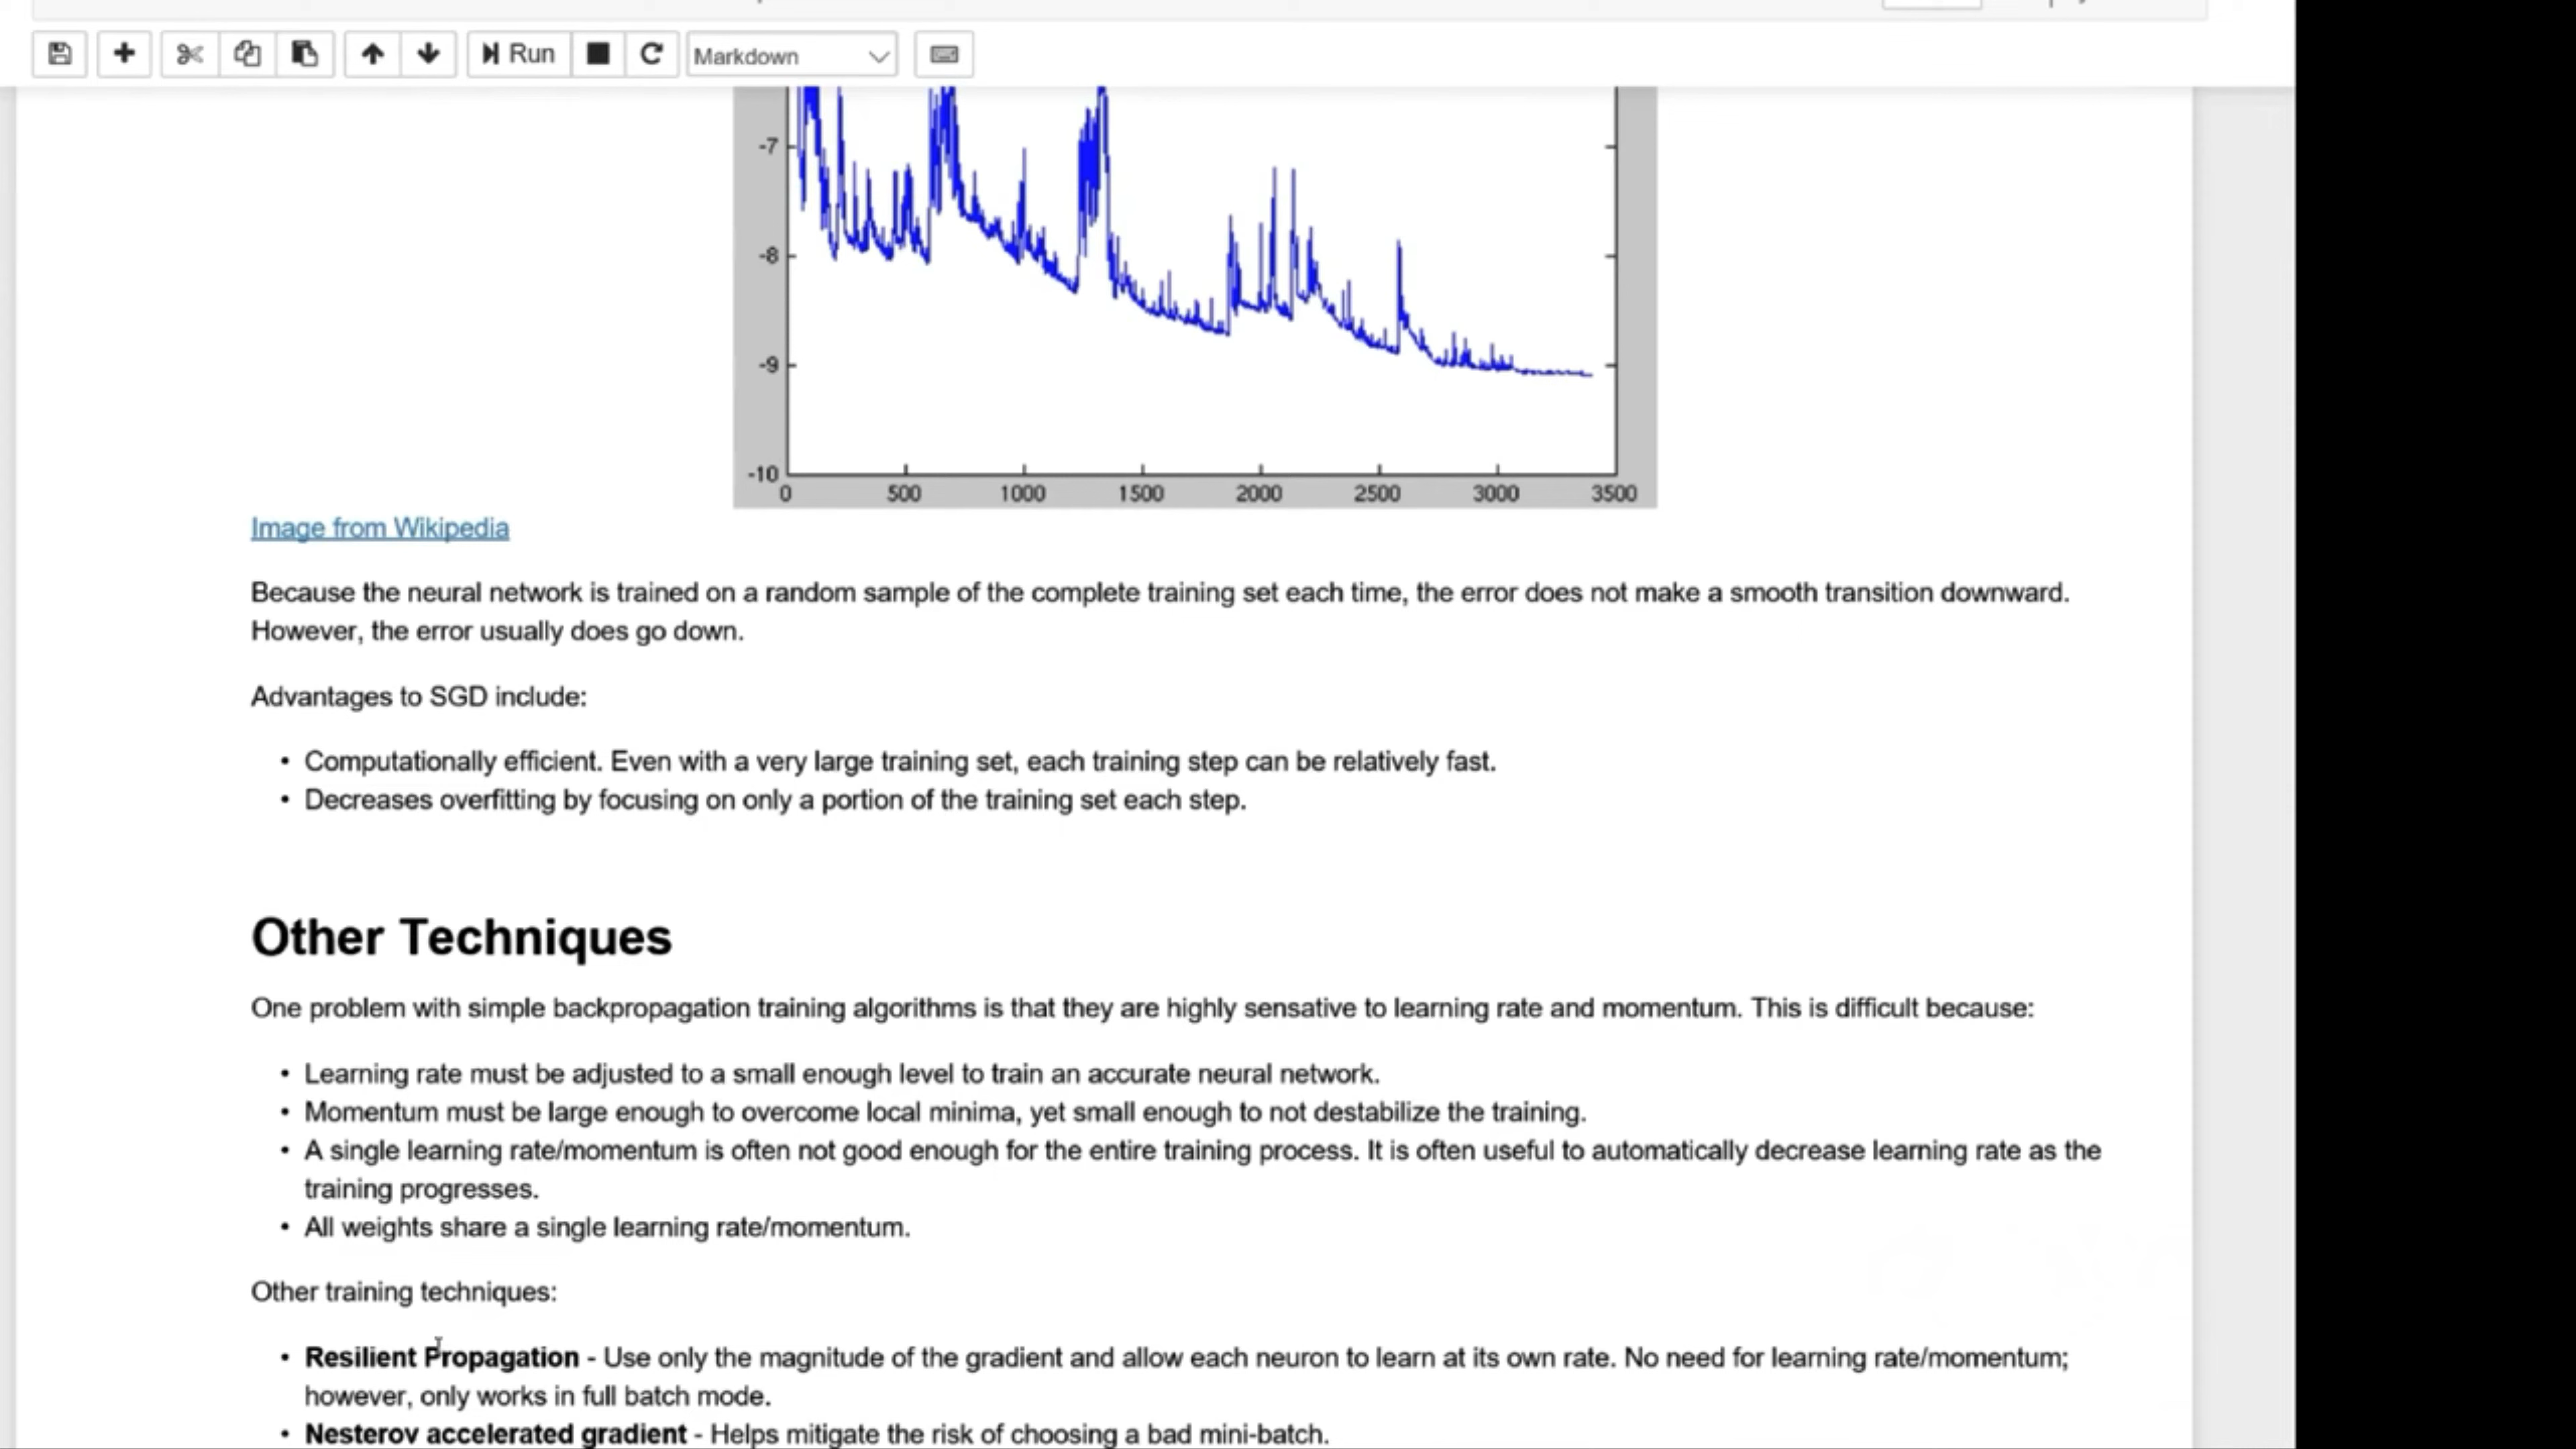 Run
Markdown
-7
-8
-9
-10
0 500 1000 1500 2000 2500 3000 3500
Image from Wikipedia
Because the neural network is trained on a random sample of the complete training set each time, the error does not make a smooth transition downward.
However, the error usually does go down.
Advantages to SGD include:
• Computationally efficient. Even with a very large training set, each training step can be relatively fast.
• Decreases overfitting by focusing on only a portion of the training set each step.
Other Techniques
One problem with simple backpropagation training algorithms is that they are highly sensative to learning rate and momentum. This is difficult because:
• Learning rate must be adjusted to a small enough level to train an accurate neural network.
• Momentum must be large enough to overcome local minima, yet small enough to not destabilize the training.
• A single learning rate/momentum is often not good enough for the entire training process. It is often useful to automatically decrease learning rate as the
training progresses.
• All weights share a single learning rate/momentum.
Other training techniques:
• Resilient Propagation - Use only the magnitude of the gradient and allow each neuron to learn at its own rate. No need for learning rate/momentum;
however, only works in full batch mode.
• Nesterov accelerated gradient - Helps mitigate the risk of choosing a bad mini-batch.